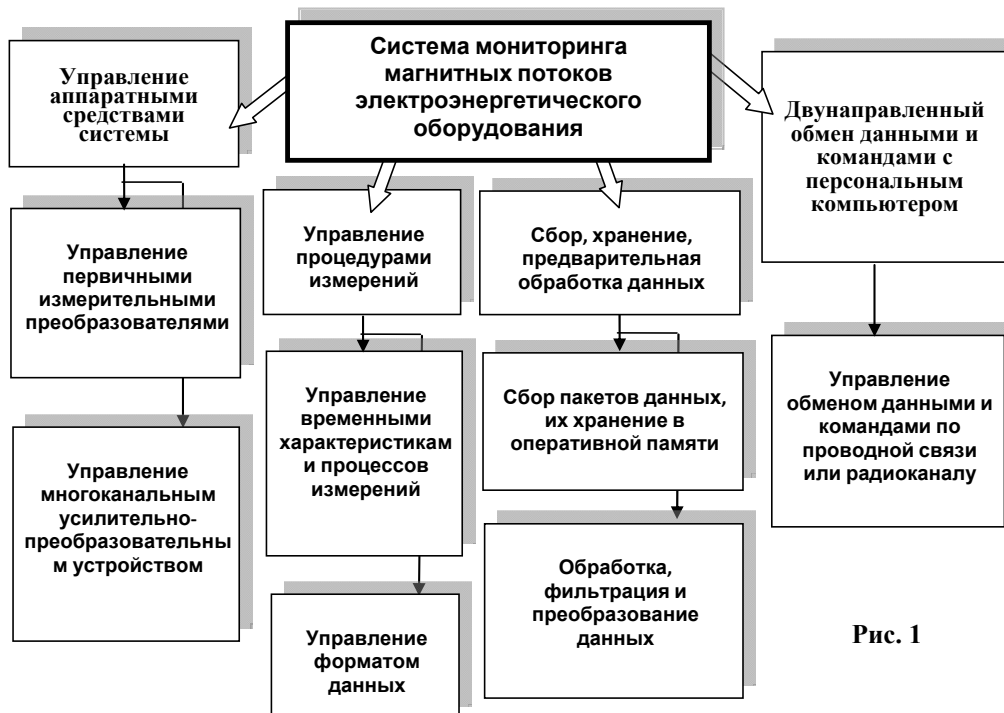 Система мониторинга
магнитных потоков
электроэнергетического
оборудования
Управление
аппаратными
средствами
системы
Двунаправленный
обмен данными и
командами с
персональным
компьютером
Управление
первичными
измерительными
преобразователями
Управление
процедурами
измерений
Сбор, хранение,
предварительная
обработка данных
Управление
многоканальным
усилительно-
преобразовательны
м устройством
Управление
временными
характеристикам
и процессов
измерений
Сбор пакетов данных,
их хранение в
оперативной памяти
Управление
обменом данными и
командами по
проводной связи
или радиоканалу
Управление
форматом
данных
Обработка,
фильтрация и
преобразование
данных
Рис. 1